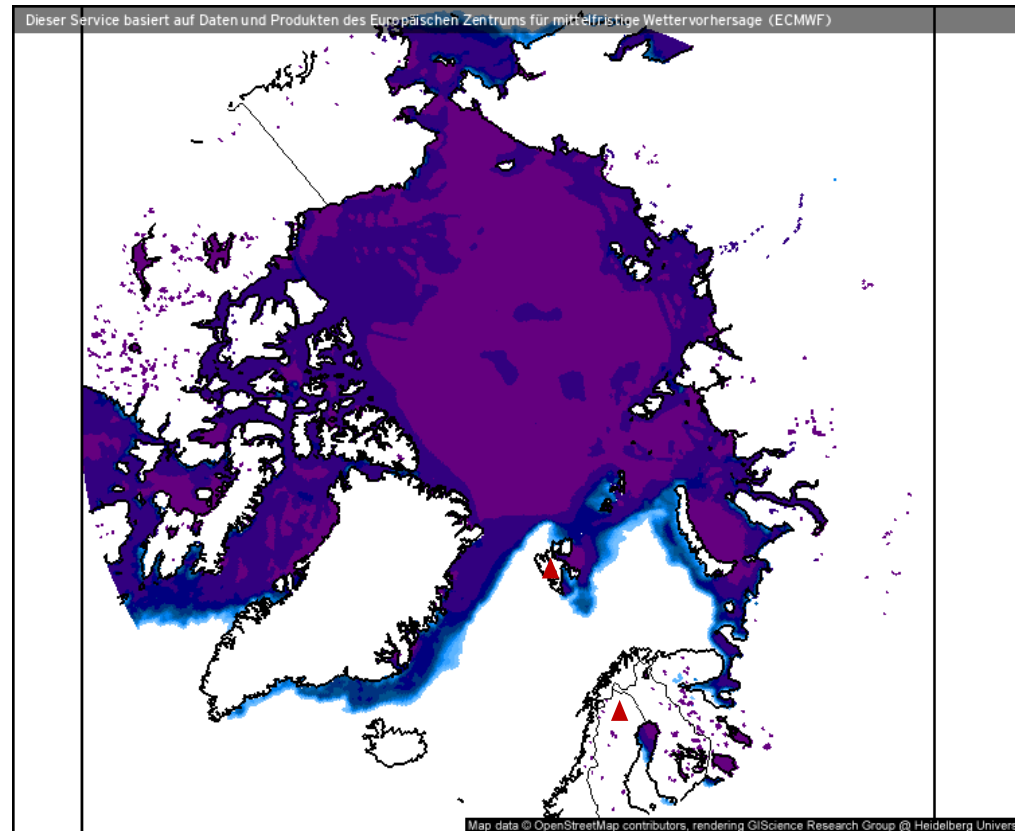 Dieser Service basiert auf Daten und Produkten des Europäischen Zentrums für mittelfristige Wettervorhersage (ECMWF)
Map data © OpenStreetMap contributors, rendering GIScience Research Group @ Heidelberg Univers